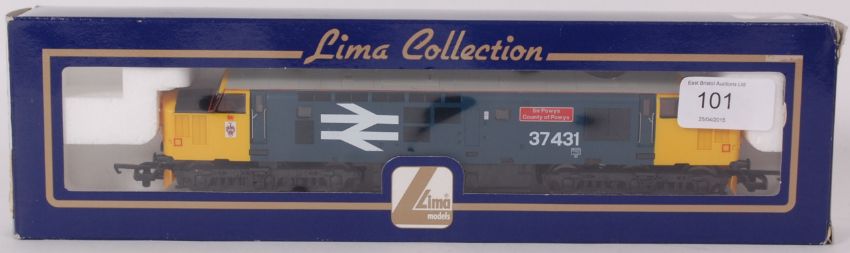 Lima Collection
East Bristol Auctions Ltd
101
25/04/2015
Sir Powys
County of Powys
37431
Lima
models